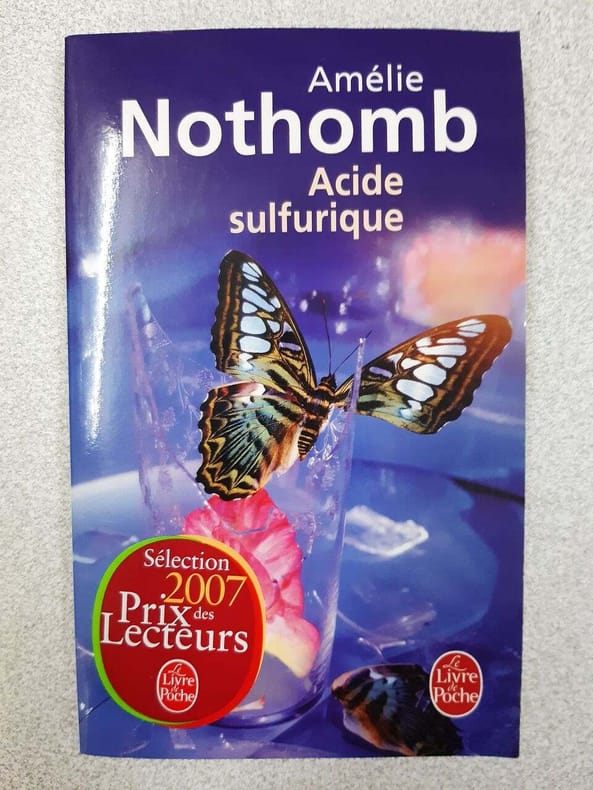 Amélie
Nothomb
Acide
sulfurique
Sélection
2007
Prix des
Lecteurs
Le
Livre
de
Poche
Le
Livre
de
Poche